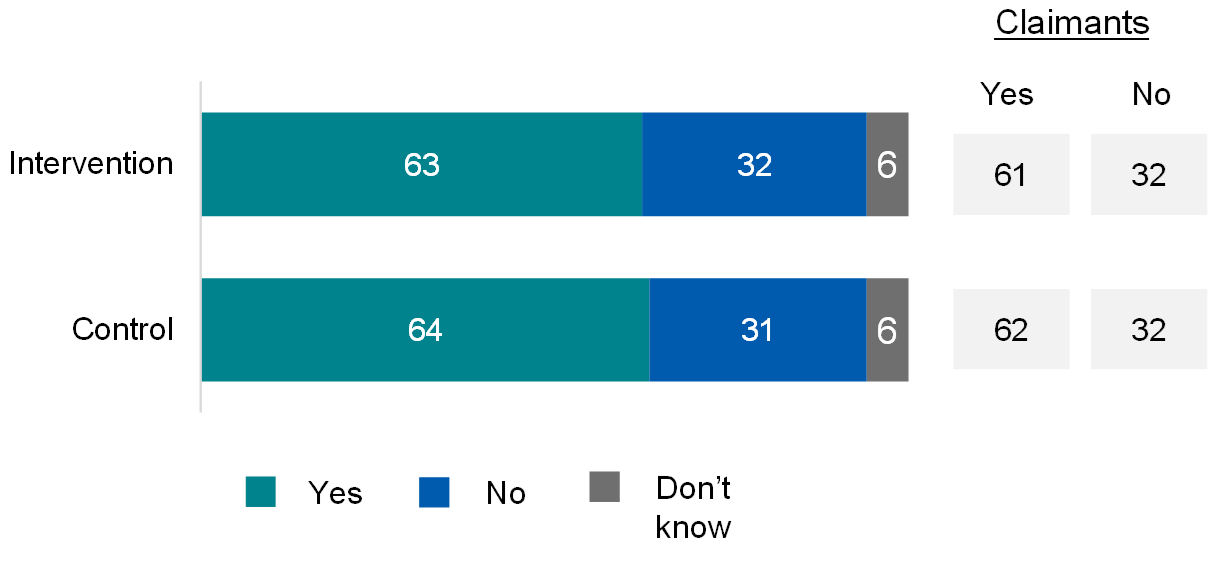 Claimants
Yes No
Intervention 63 32 6 61 32
Control 64 31 6 62 32
Yes No Don’t
know